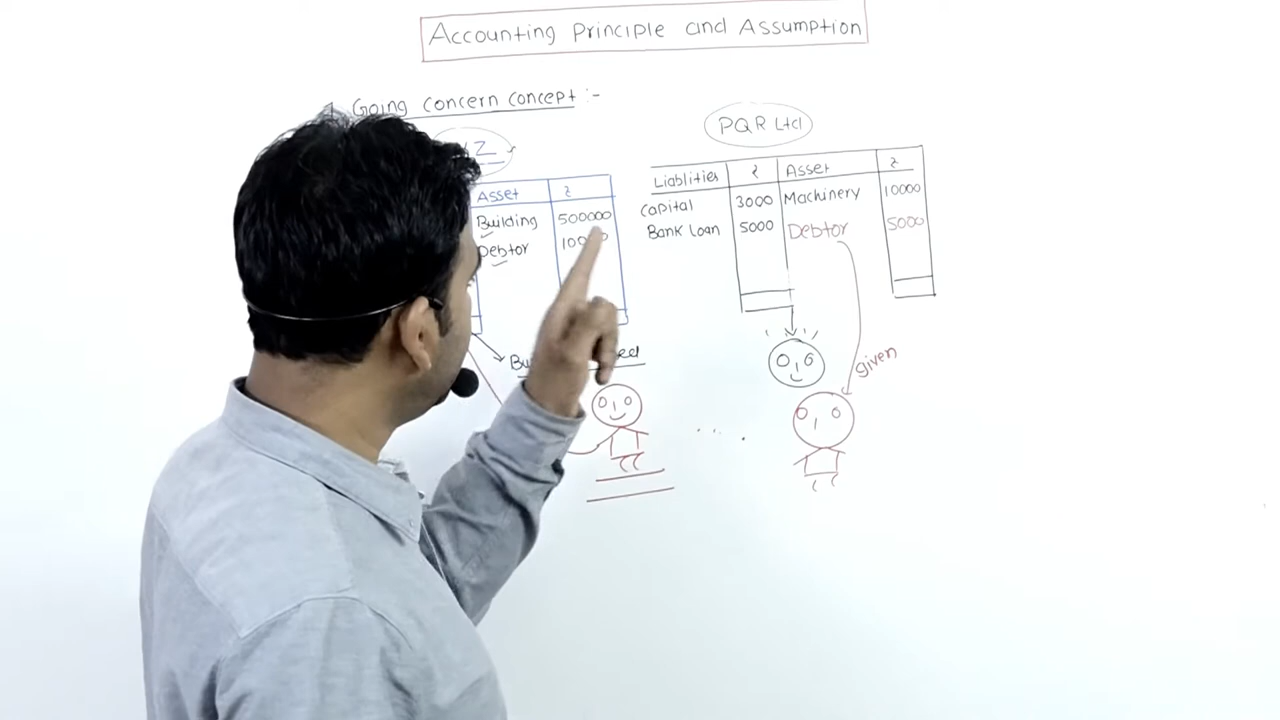 Accounting Principle and Assumption
Going Concern Concept :-
PQR Ltd
Asset ₹
Building 500000
Debtor
Liablities ₹ Asset ₹
Capital 3000 Machinery 10000
Bank Loan 5000 Debtor 5000
given